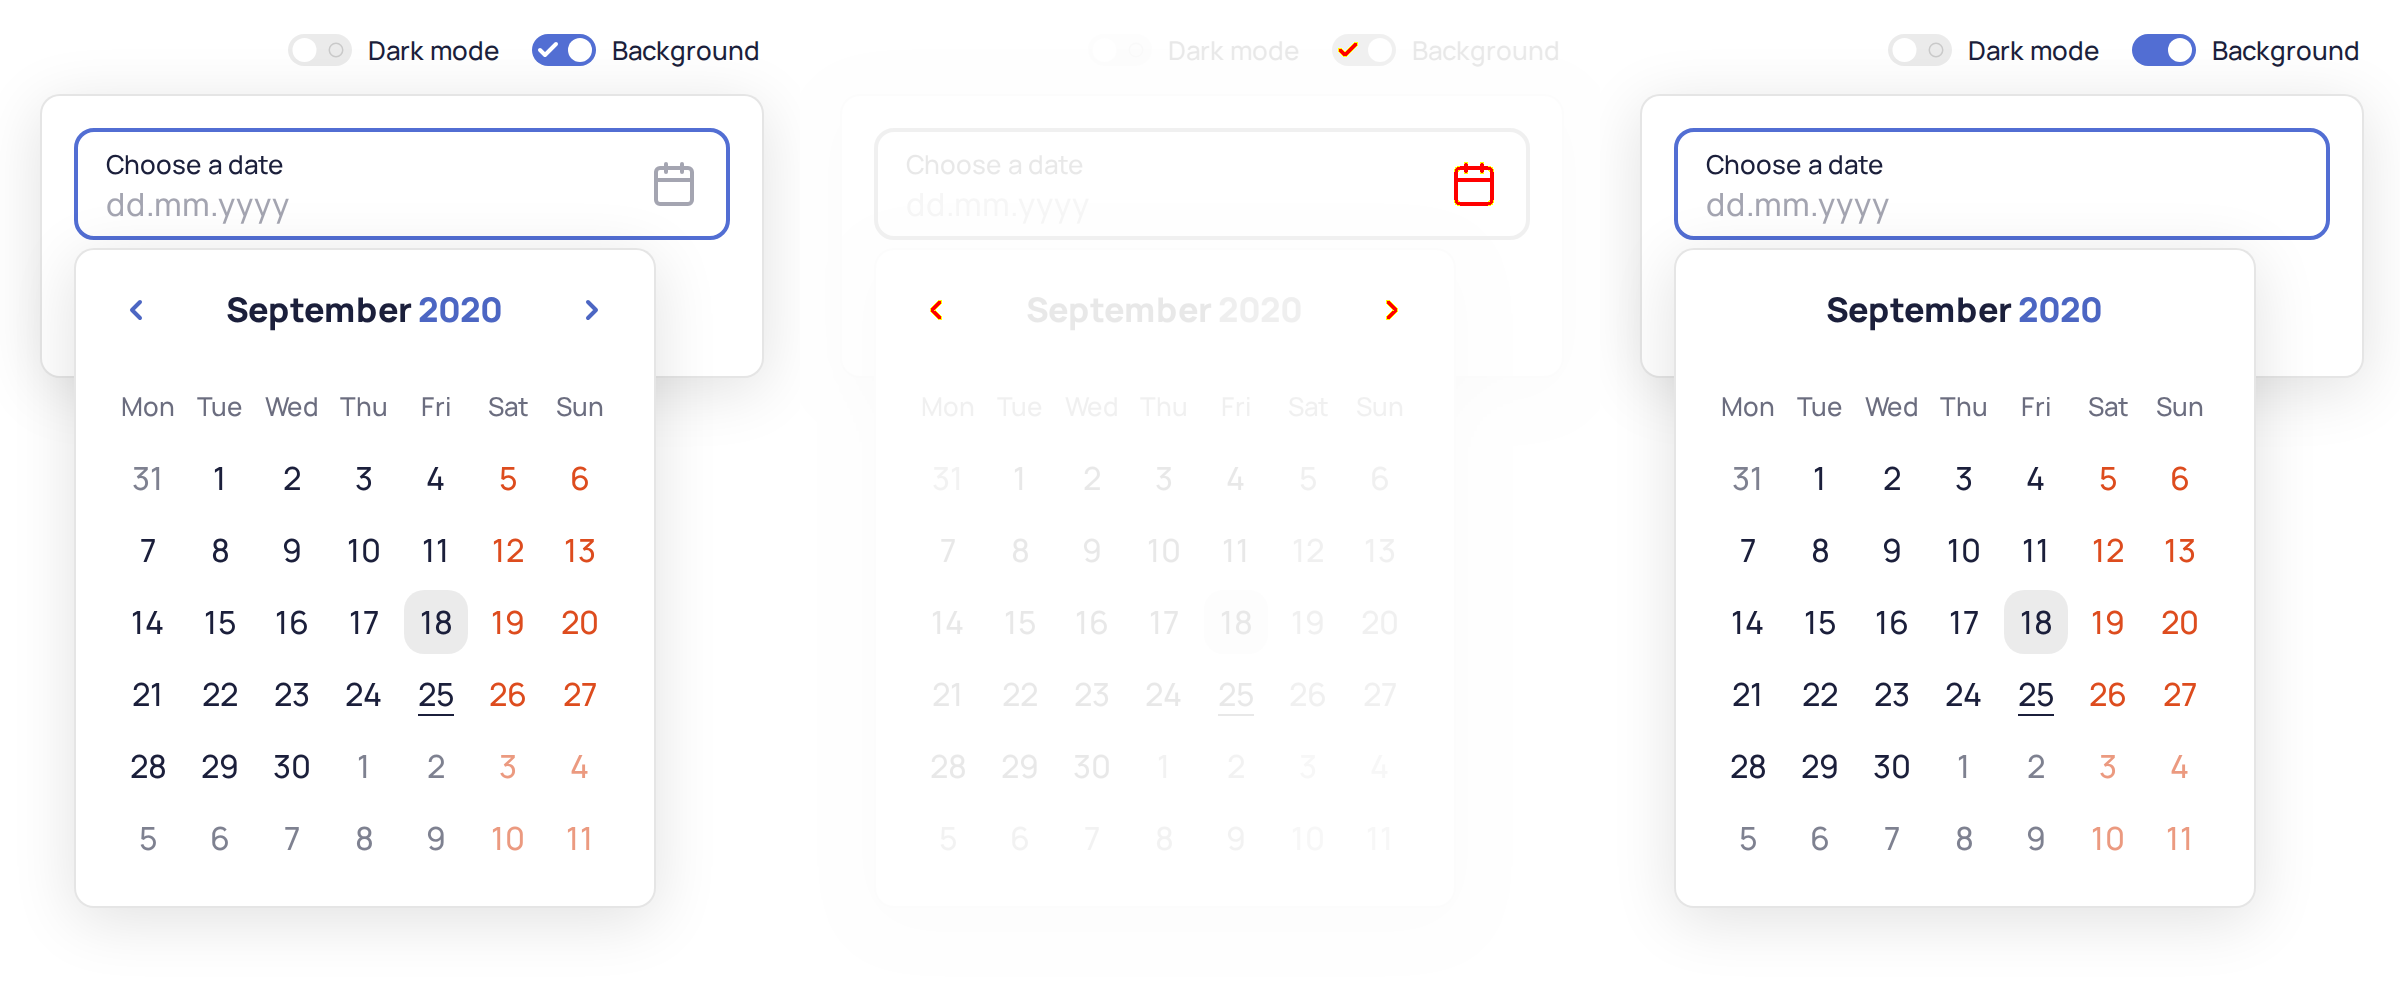 Dark mode Background
Choose a date
dd.mm.yyyy
September 2020
Mon Tue Wed Thu Fri Sat Sun
31 1 2 3 4 5 6
7 8 9 10 11 12 13
14 15 16 17 18 19 20
21 22 23 24 25 26 27
28 29 30 1 2 3 4
5 6 7 8 9 10 11
Dark mode Background
Choose a date
dd.mm.yyyy
September 2020
Mon Tue Wed Thu Fri Sat Sun
31 1 2 3 4 5 6
7 8 9 10 11 12 13
14 15 16 17 18 19 20
21 22 23 24 25 26 27
28 29 30 1 2 3 4
5 6 7 8 9 10 11
Dark mode Background
Choose a date
dd.mm.yyyy
September 2020
Mon Tue Wed Thu Fri Sat Sun
31 1 2 3 4 5 6
7 8 9 10 11 12 13
14 15 16 17 18 19 20
21 22 23 24 25 26 27
28 29 30 1 2 3 4
5 6 7 8 9 10 11